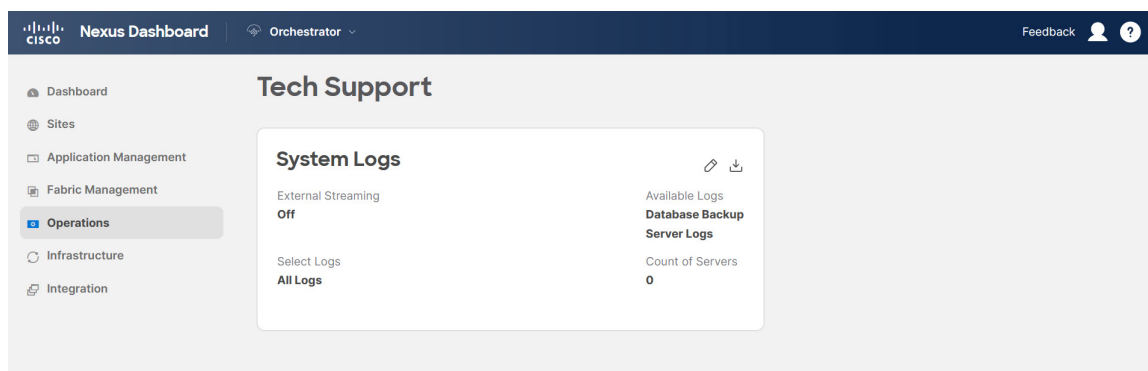 CISCO Nexus Dashboard Orchestrator Feedback ?
Dashboard
Sites
Application Management
Fabric Management
Operations
Infrastructure
Integration
Tech Support
System Logs
External Streaming
Off
Available Logs
Database Backup
Server Logs
Select Logs
All Logs
Count of Servers
0